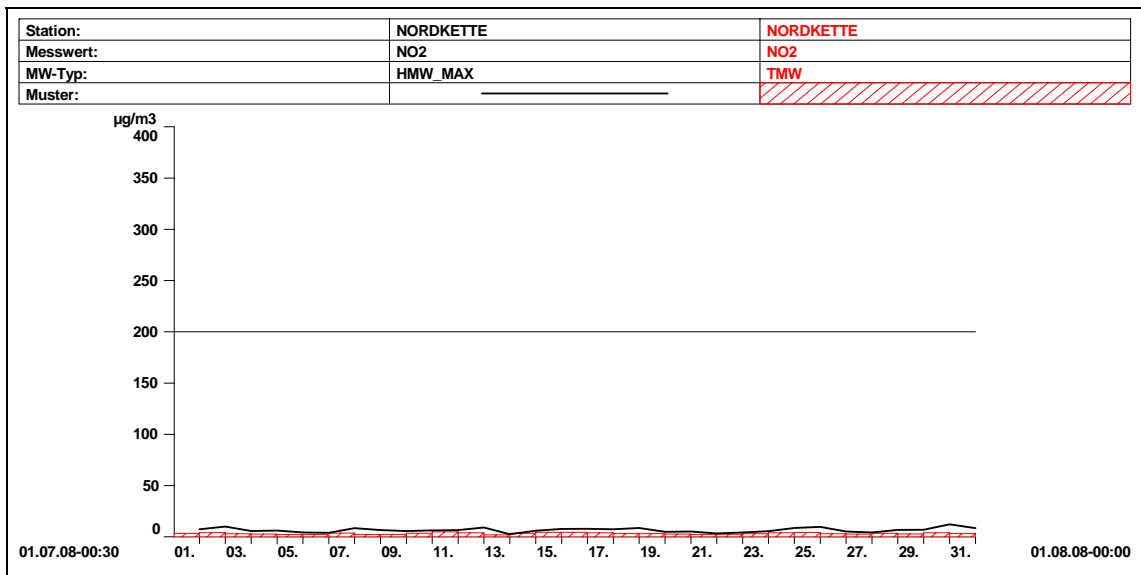 Station: NORDKETTE NORDKETTE
Messwert: NO2 NO2
MW-Typ: HMW_MAX TMW
Muster:
µg/m3
400
350
300
250
200
150
100
50
0
01.07.08-00:30 01. 03. 05. 07. 09. 11. 13. 15. 17. 19. 21. 23. 25. 27. 29. 31. 01.08.08-00:00